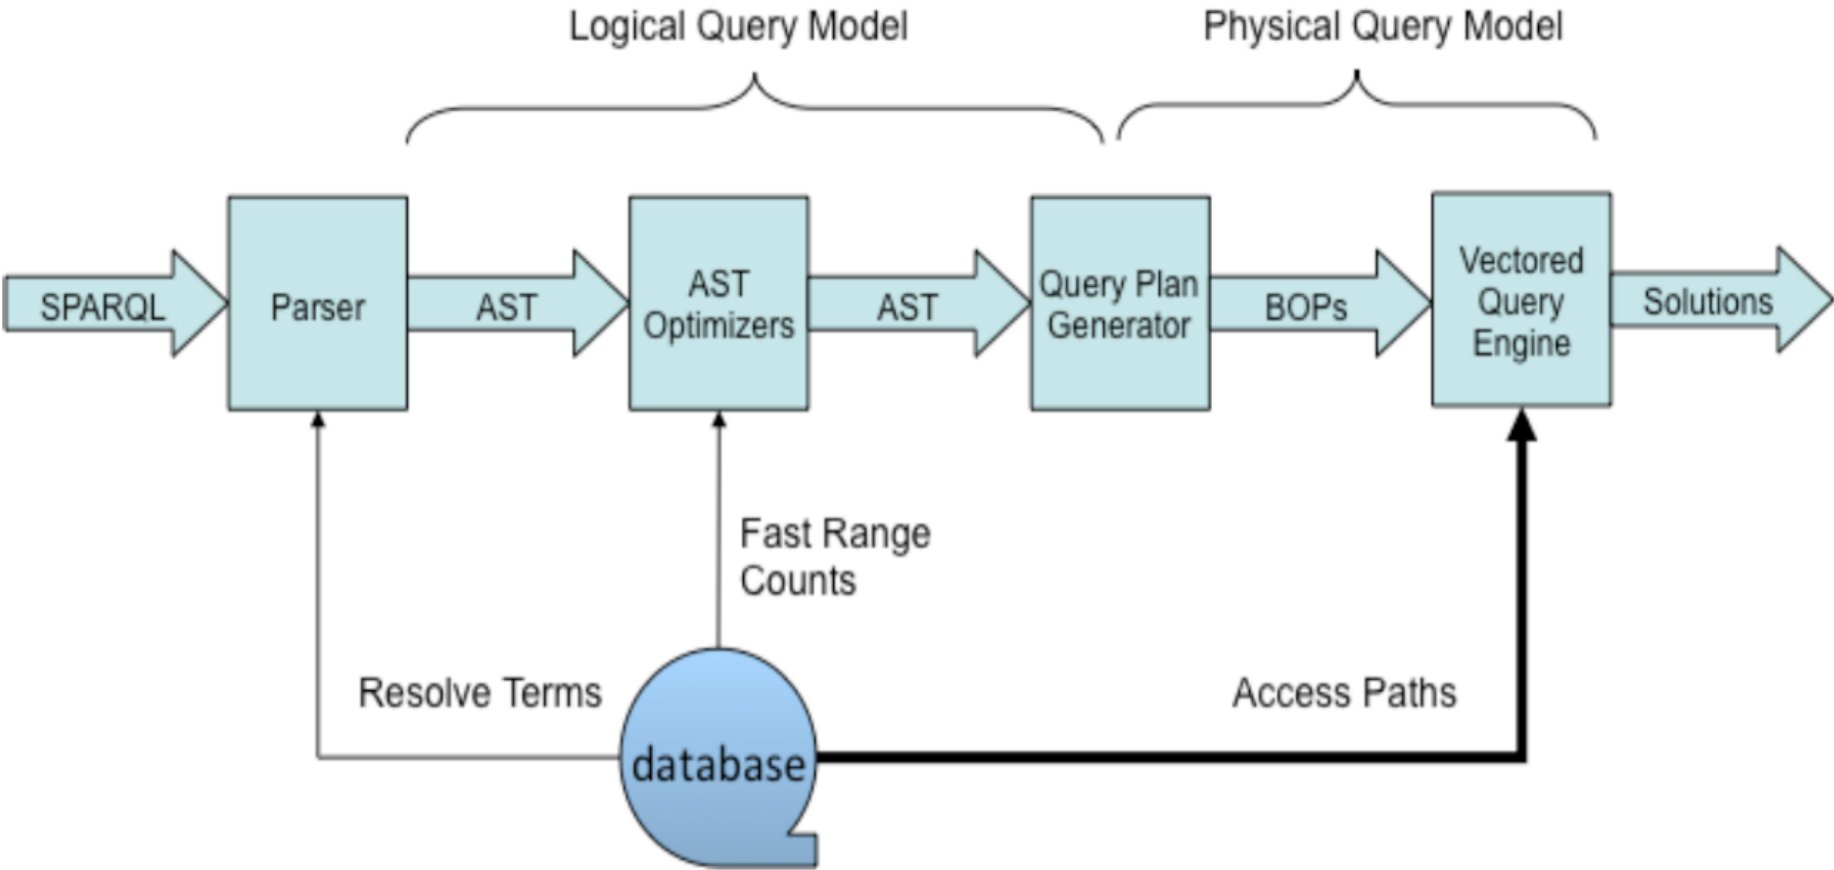 Logical Query Model
Physical Query Model
SPARQL
Parser
AST
AST
Optimizers
AST
Query Plan
Generator
BOPs
Vectored
Query
Engine
Solutions
Fast Range
Counts
Resolve Terms
Access Paths
database